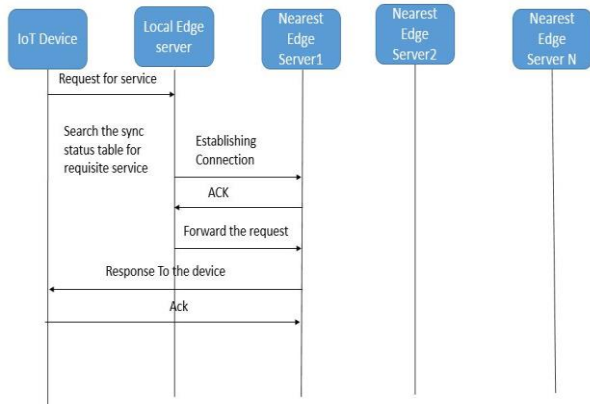 IoT Device
Local Edge
server
Nearest
Edge
Server1
Nearest
Edge
Server2
Nearest
Edge
Server N
Request for service
Search the sync
status table for
requisite service
Establishing
Connection
ACK
Forward the request
Response To the device
Ack